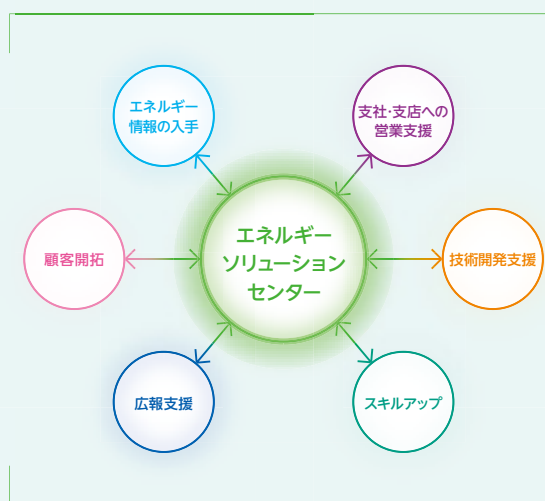 エネルギー
情報の入手
支社・支店への
営業支援
顧客開拓
エネルギー
ソリューション
センター
技術開発支援
広報支援
スキルアップ